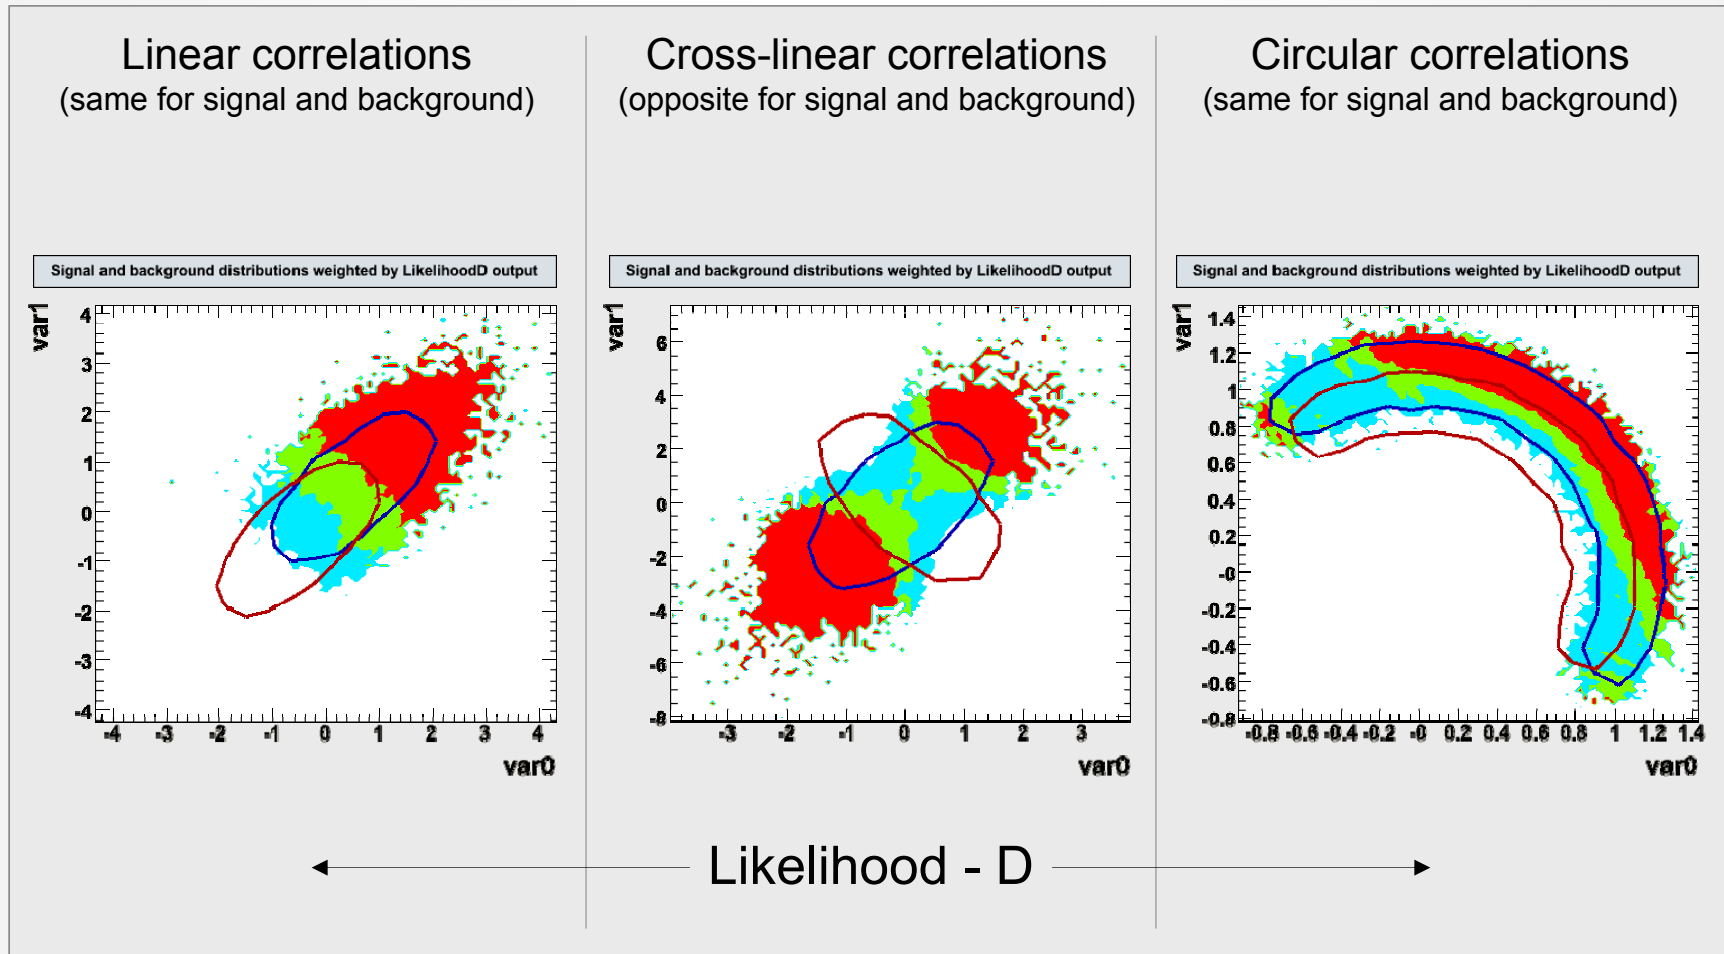 Linear correlations
(same for signal and background)
Cross-linear correlations
(opposite for signal and background)
Circular correlations
(same for signal and background)
Signal and background distributions weighted by LikelihoodD output
var1
4
3
2
1
0
-1
-2
-3
-4
-4 -3 -2 -1 0 1 2 3 4
var0
Signal and background distributions weighted by LikelihoodD output
var1
6
4
2
0
-2
-4
-6
-8
-3 -2 -1 0 1 2 3
var0
Signal and background distributions weighted by LikelihoodD output
var1
1.4
1.2
1
0.8
0.6
0.4
0.2
-0
-0.2
-0.4
-0.6
-0.8
-0.8 -0.6 -0.4 -0.2 -0 0.2 0.4 0.6 0.8 1 1.2 1.4
var0
Likelihood - D